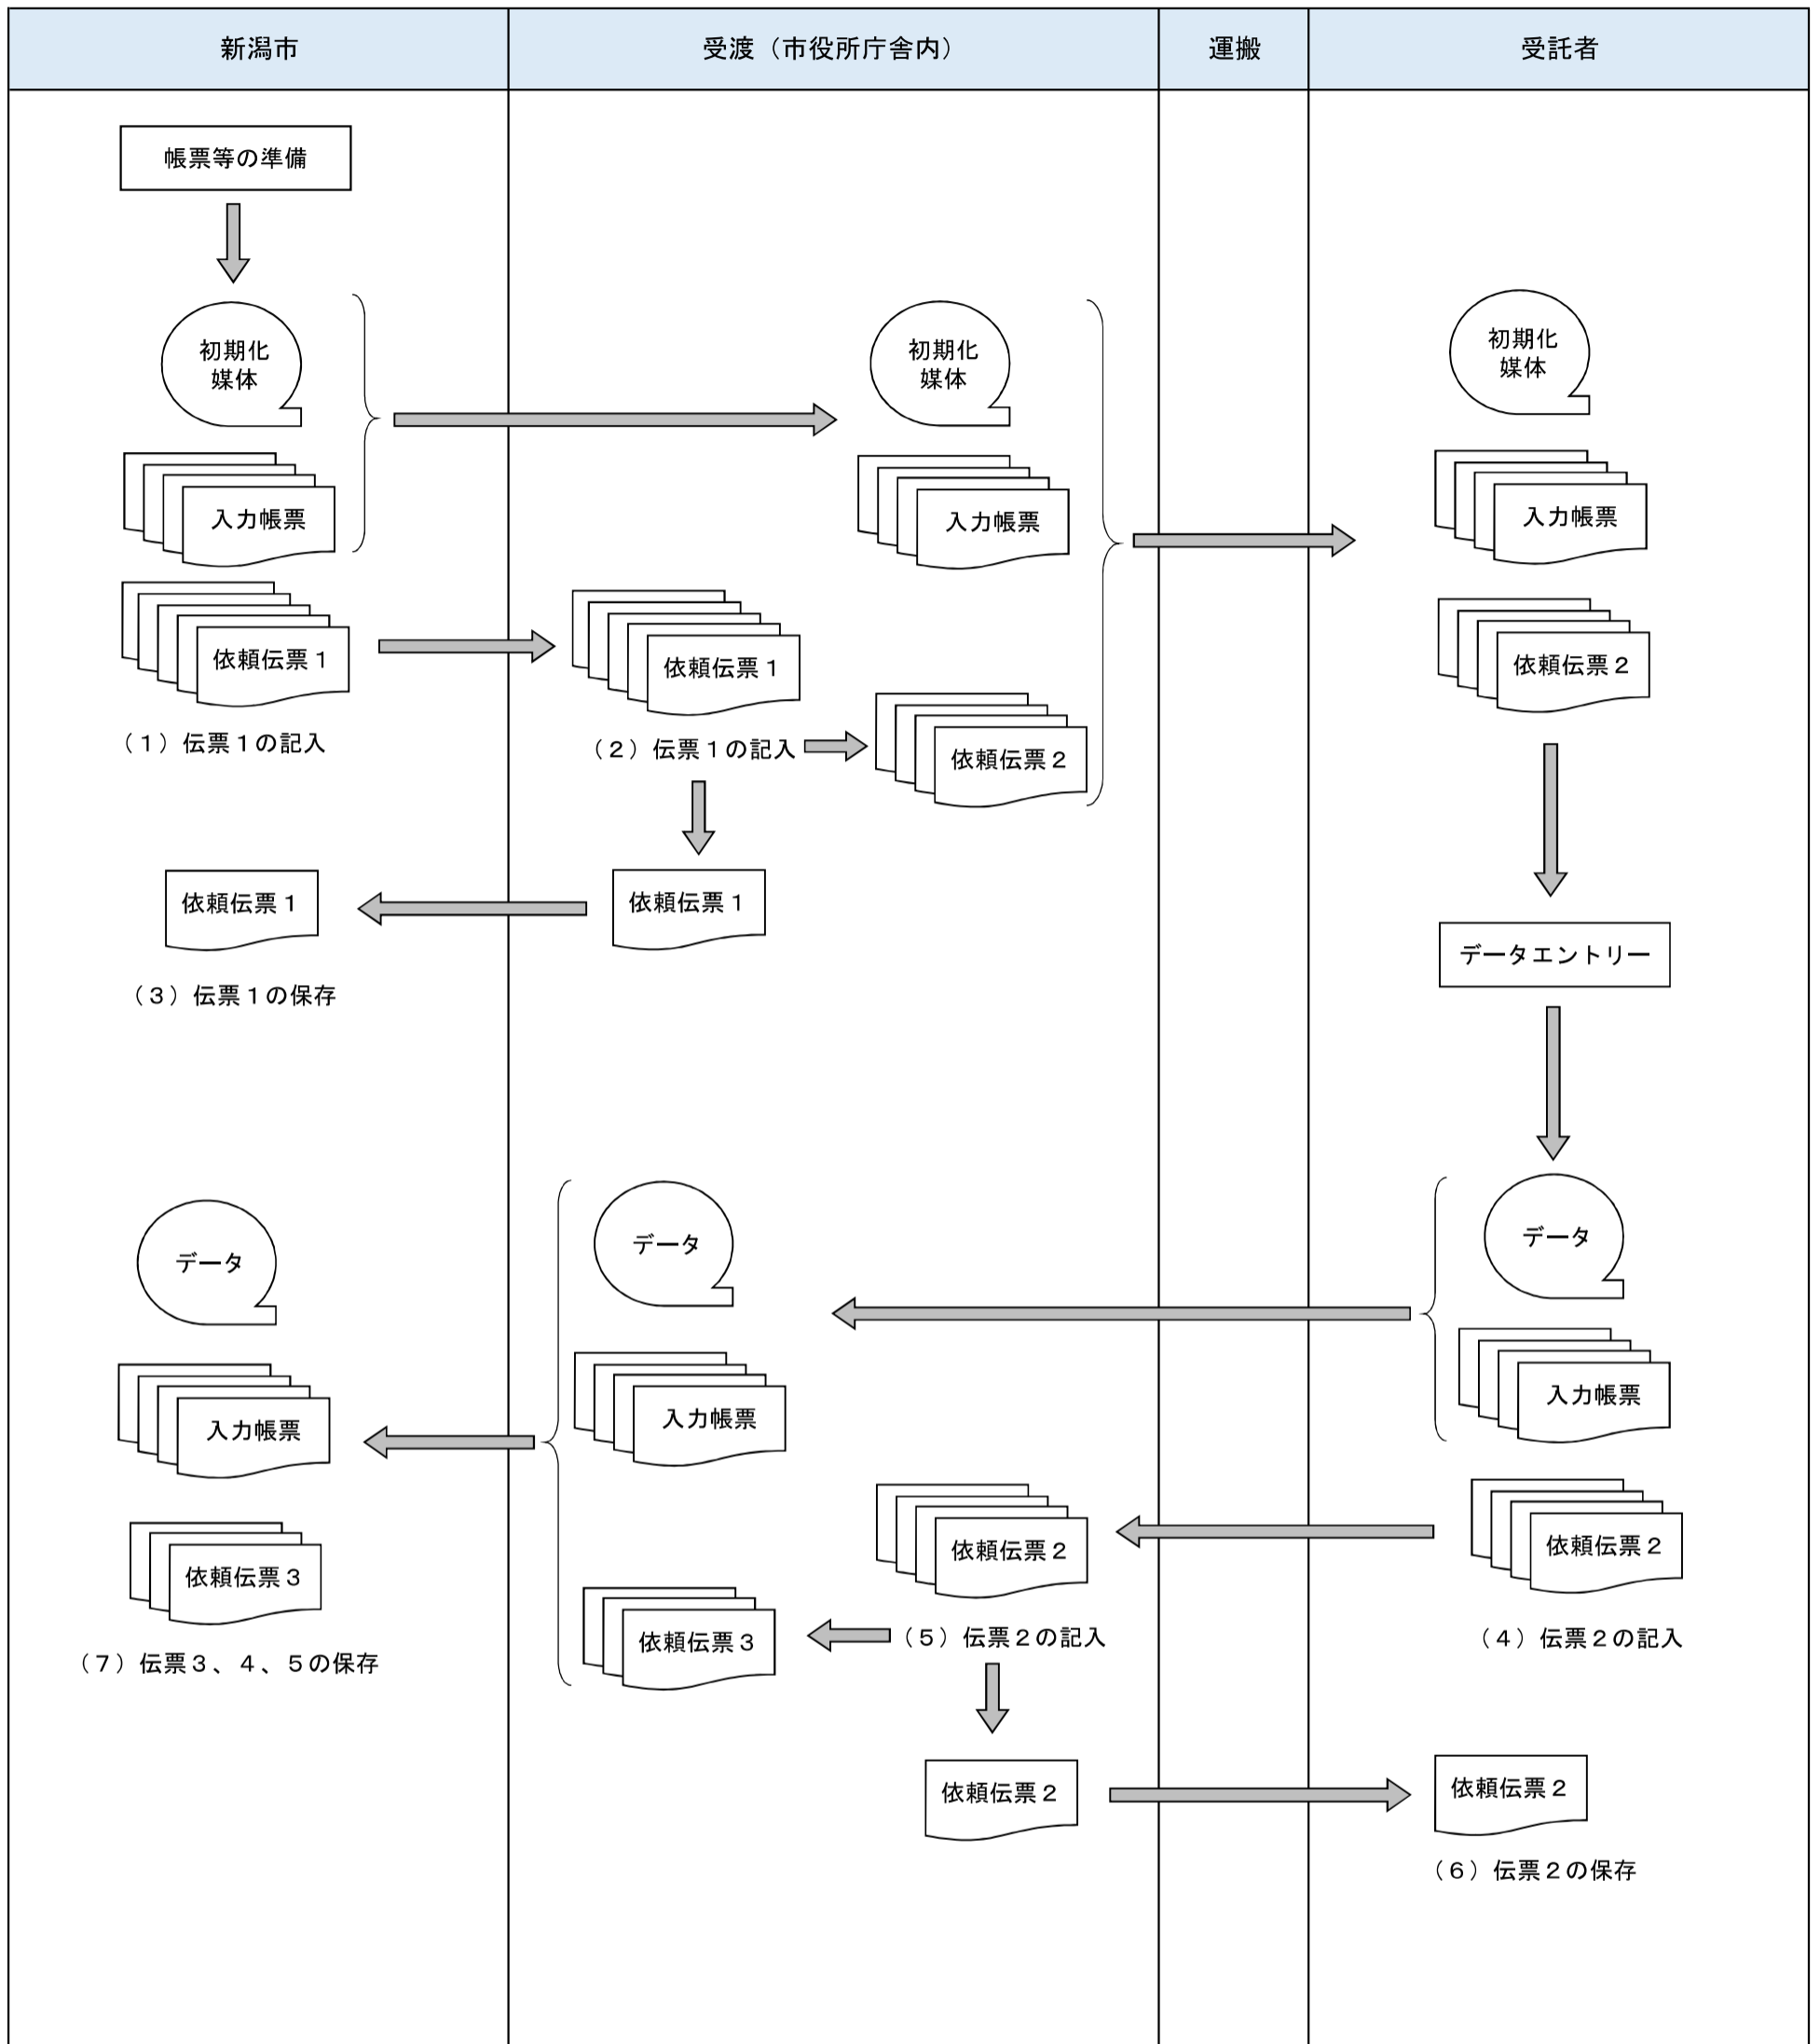 新潟市
受渡（市役所庁舎内）
運搬
受託者
帳票等の準備
初期化
媒体
入力帳票
依頼伝票１
（１）伝票１の記入
初期化
媒体
入力帳票
依頼伝票１
（２）伝票１の記入
依頼伝票２
初期化
媒体
入力帳票
依頼伝票２
依頼伝票１
依頼伝票１
（３）伝票１の保存
データエントリー
データ
入力帳票
依頼伝票２
（４）伝票２の記入
データ
入力帳票
依頼伝票２
（５）伝票２の記入
依頼伝票３
データ
入力帳票
依頼伝票３
（７）伝票３、４、５の保存
依頼伝票２
依頼伝票２
（６）伝票２の保存